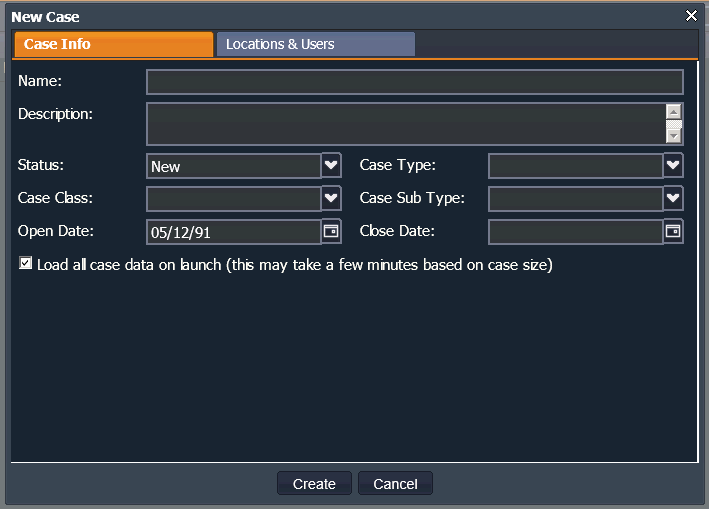 New Case
Case Info Locations & Users
Name:
Description:
Status: New Case Type:
Case Class: Case Sub Type:
Open Date: 05/12/91 Close Date:
Load all case data on launch (this may take a few minutes based on case size)
Create Cancel